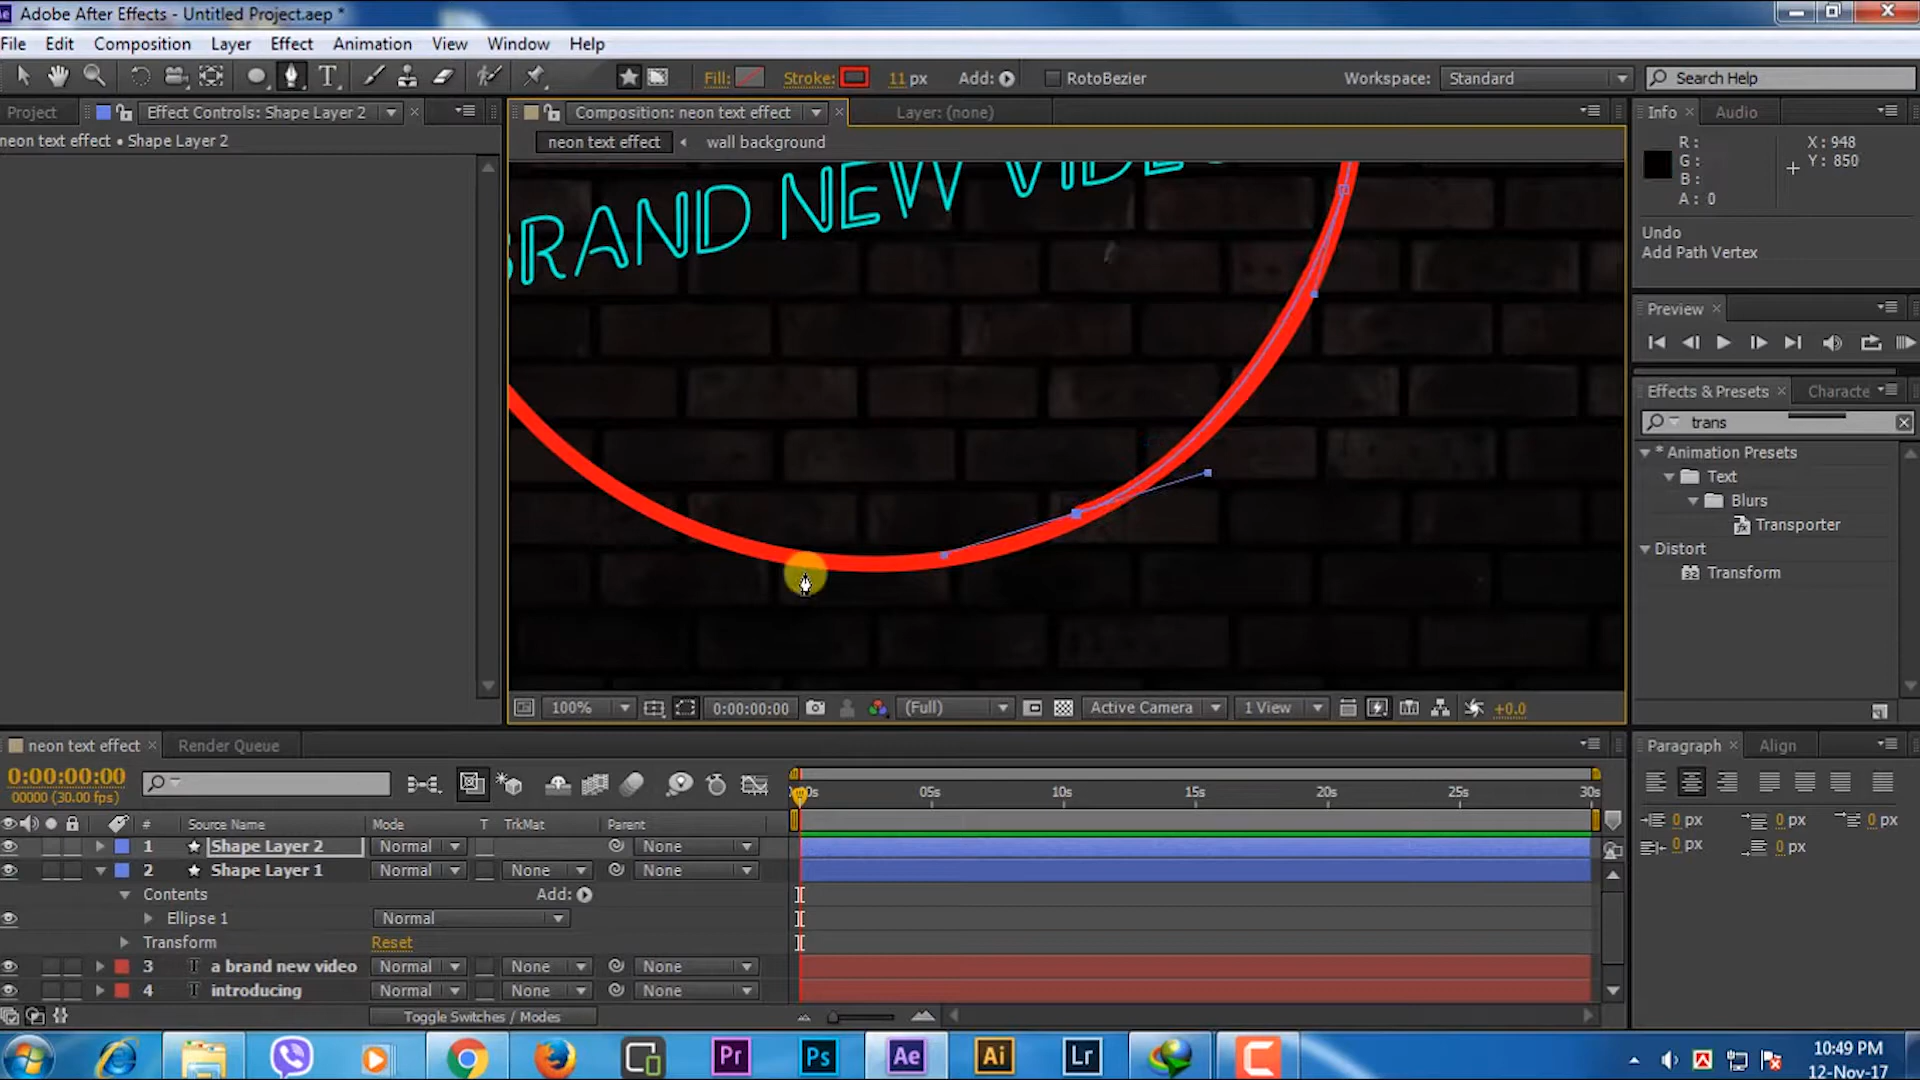 Adobe After Effects - Untitled Project.aep *
File Edit Composition Layer Effect Animation View Window Help
Fill: Stroke: 11 px Add: RotoBezier Workspace: Standard Search Help
Project Effect Controls: Shape Layer 2 Composition: neon text effect Layer: (none) Info Audio
neon text effect • Shape Layer 2
neon text effect wall background
R: X: 948
G: Y: 850
B:
A: 0
BRAND NEW VIDE
Undo
Add Path Vertex
Preview
Effects & Presets Characte
trans
* Animation Presets
Text
Blurs
Transporter
Distort
32 Transform
100% 0:00:00:00 (Full) Active Camera 1 View +0.0
neon text effect Render Queue
Paragraph Align
0:00:00:00
00000 (30.00 fps)
0s 05s 10s 15s 20s 25s 30s
# Source Name Mode T TrkMat Parent
0 px 0 px 0 px
0 px 0 px
1 Shape Layer 2 Normal None
2 Shape Layer 1 Normal None None
Contents Add:
Ellipse 1 Normal
Transform Reset
3 T a brand new video Normal None None
4 T introducing Normal None None
Toggle Switches / Modes
Pr Ps Ae Ai Lr
10:49 PM
12-Nov-17